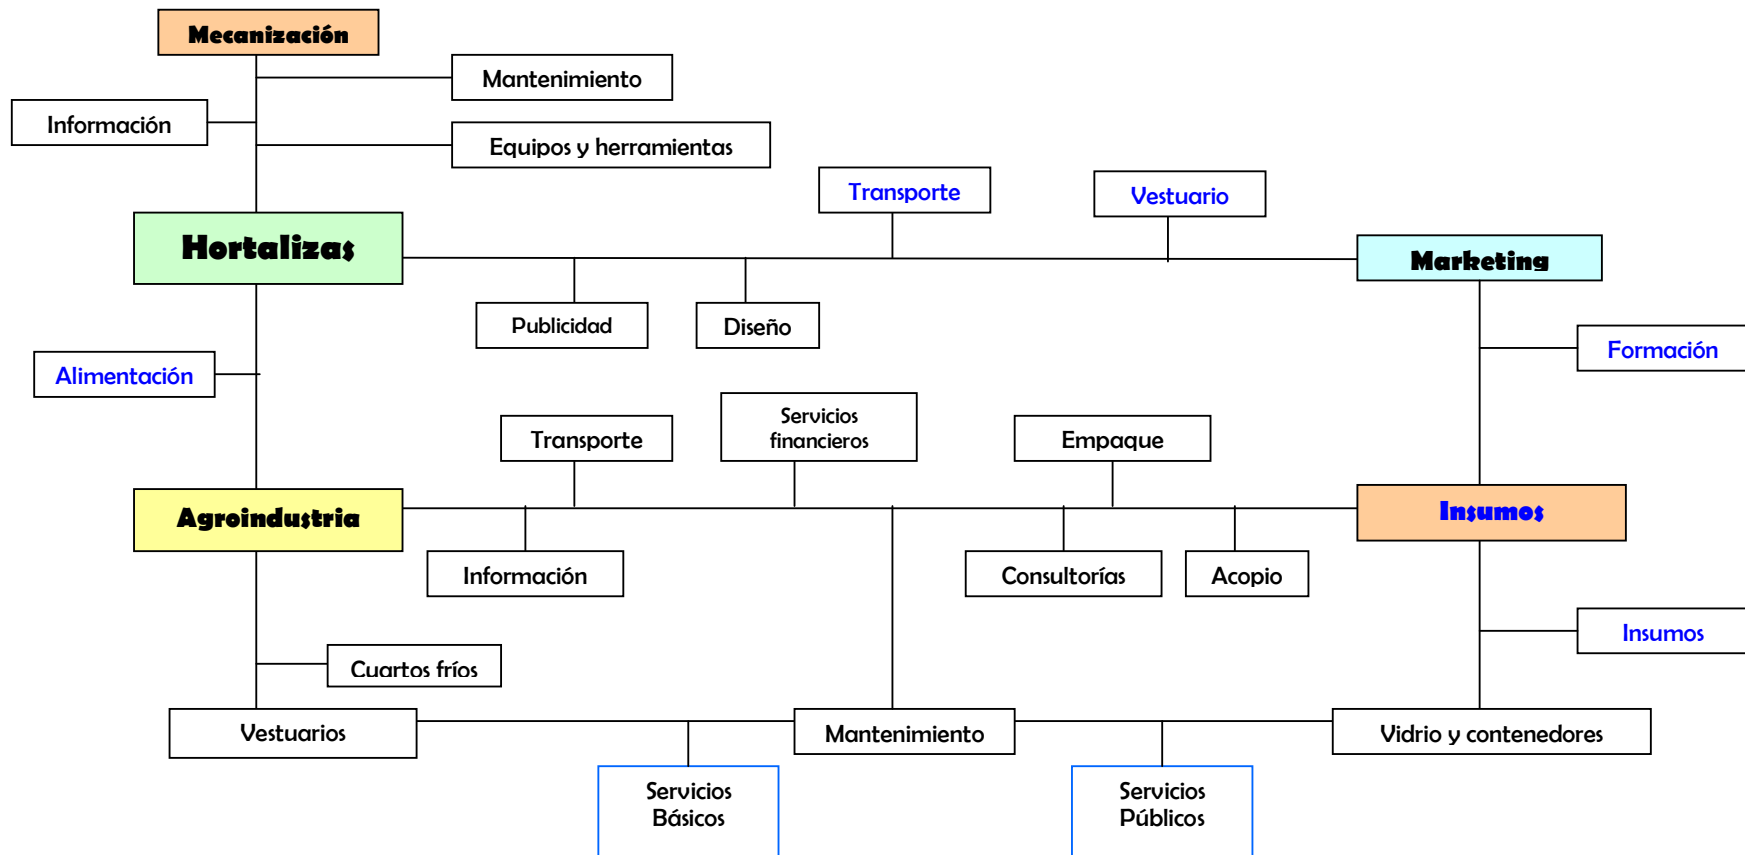 Mecanización
Mantenimiento
Información
Equipos y herramientas
Transporte
Vestuario
Hortalizas
Marketing
Publicidad
Diseño
Formación
Alimentación
Servicios
financieros
Transporte
Empaque
Agroindustria
Insumos
Información
Consultorías
Acopio
Insumos
Cuartos fríos
Vestuarios
Mantenimiento
Vidrio y contenedores
Servicios
Básicos
Servicios
Públicos